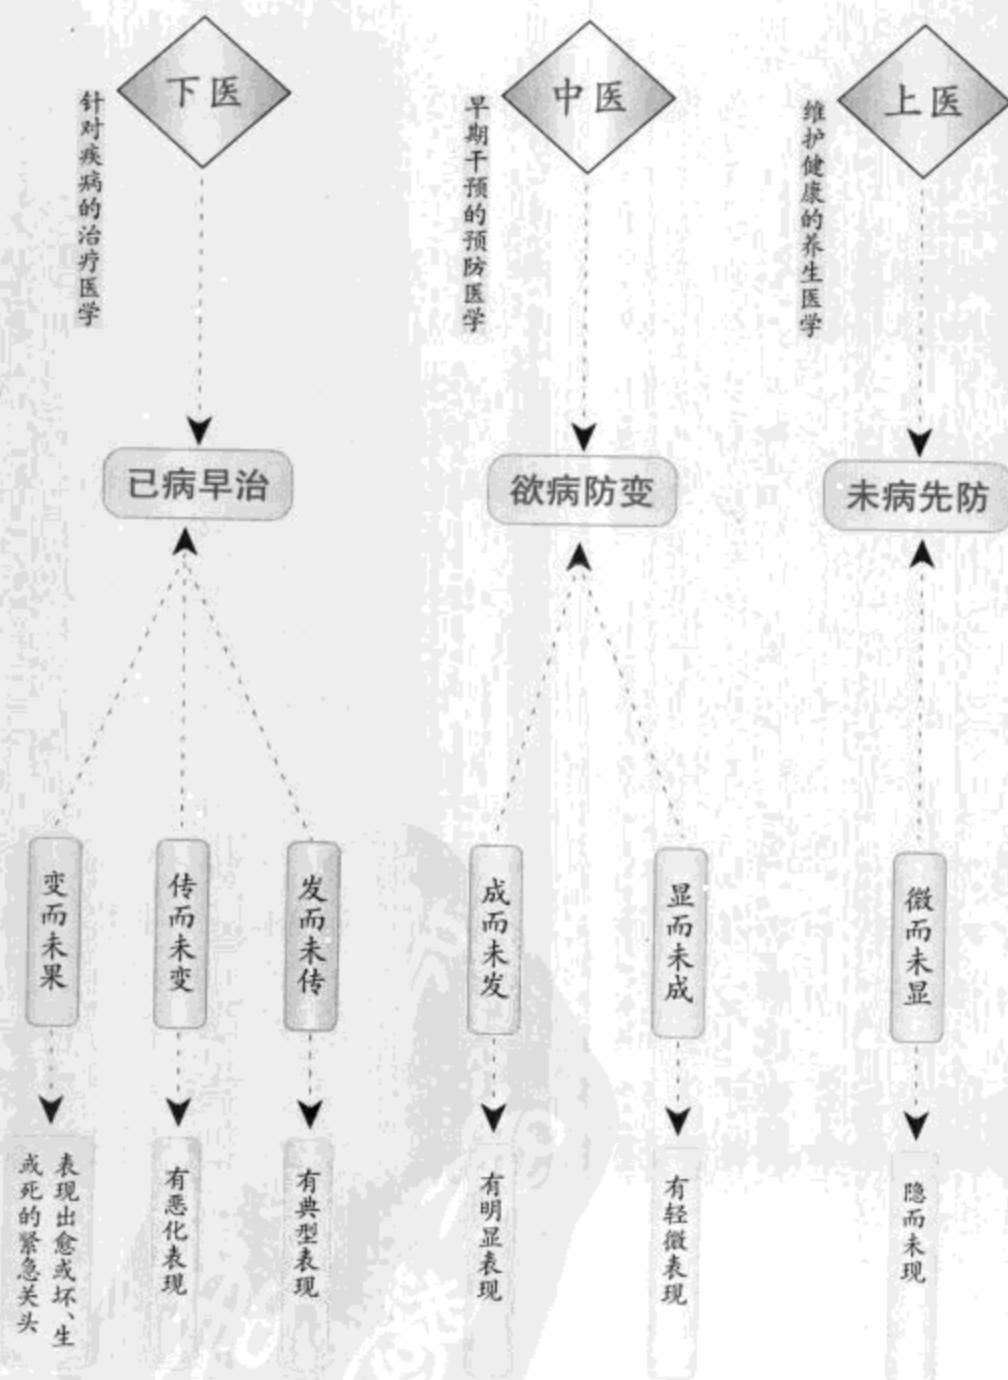 下医
针对疾病的治疗医学
已病早治
变而未果
传而未变
发而未传
表现出愈或坏、生
或死的紧急关头
有恶化表现
有典型表现
中医
早期干预的预防医学
欲病防变
成而未发
显而未成
有明显表现
有轻微表现
上医
维护健康的养生医学
未病先防
微而未显
隐而未现